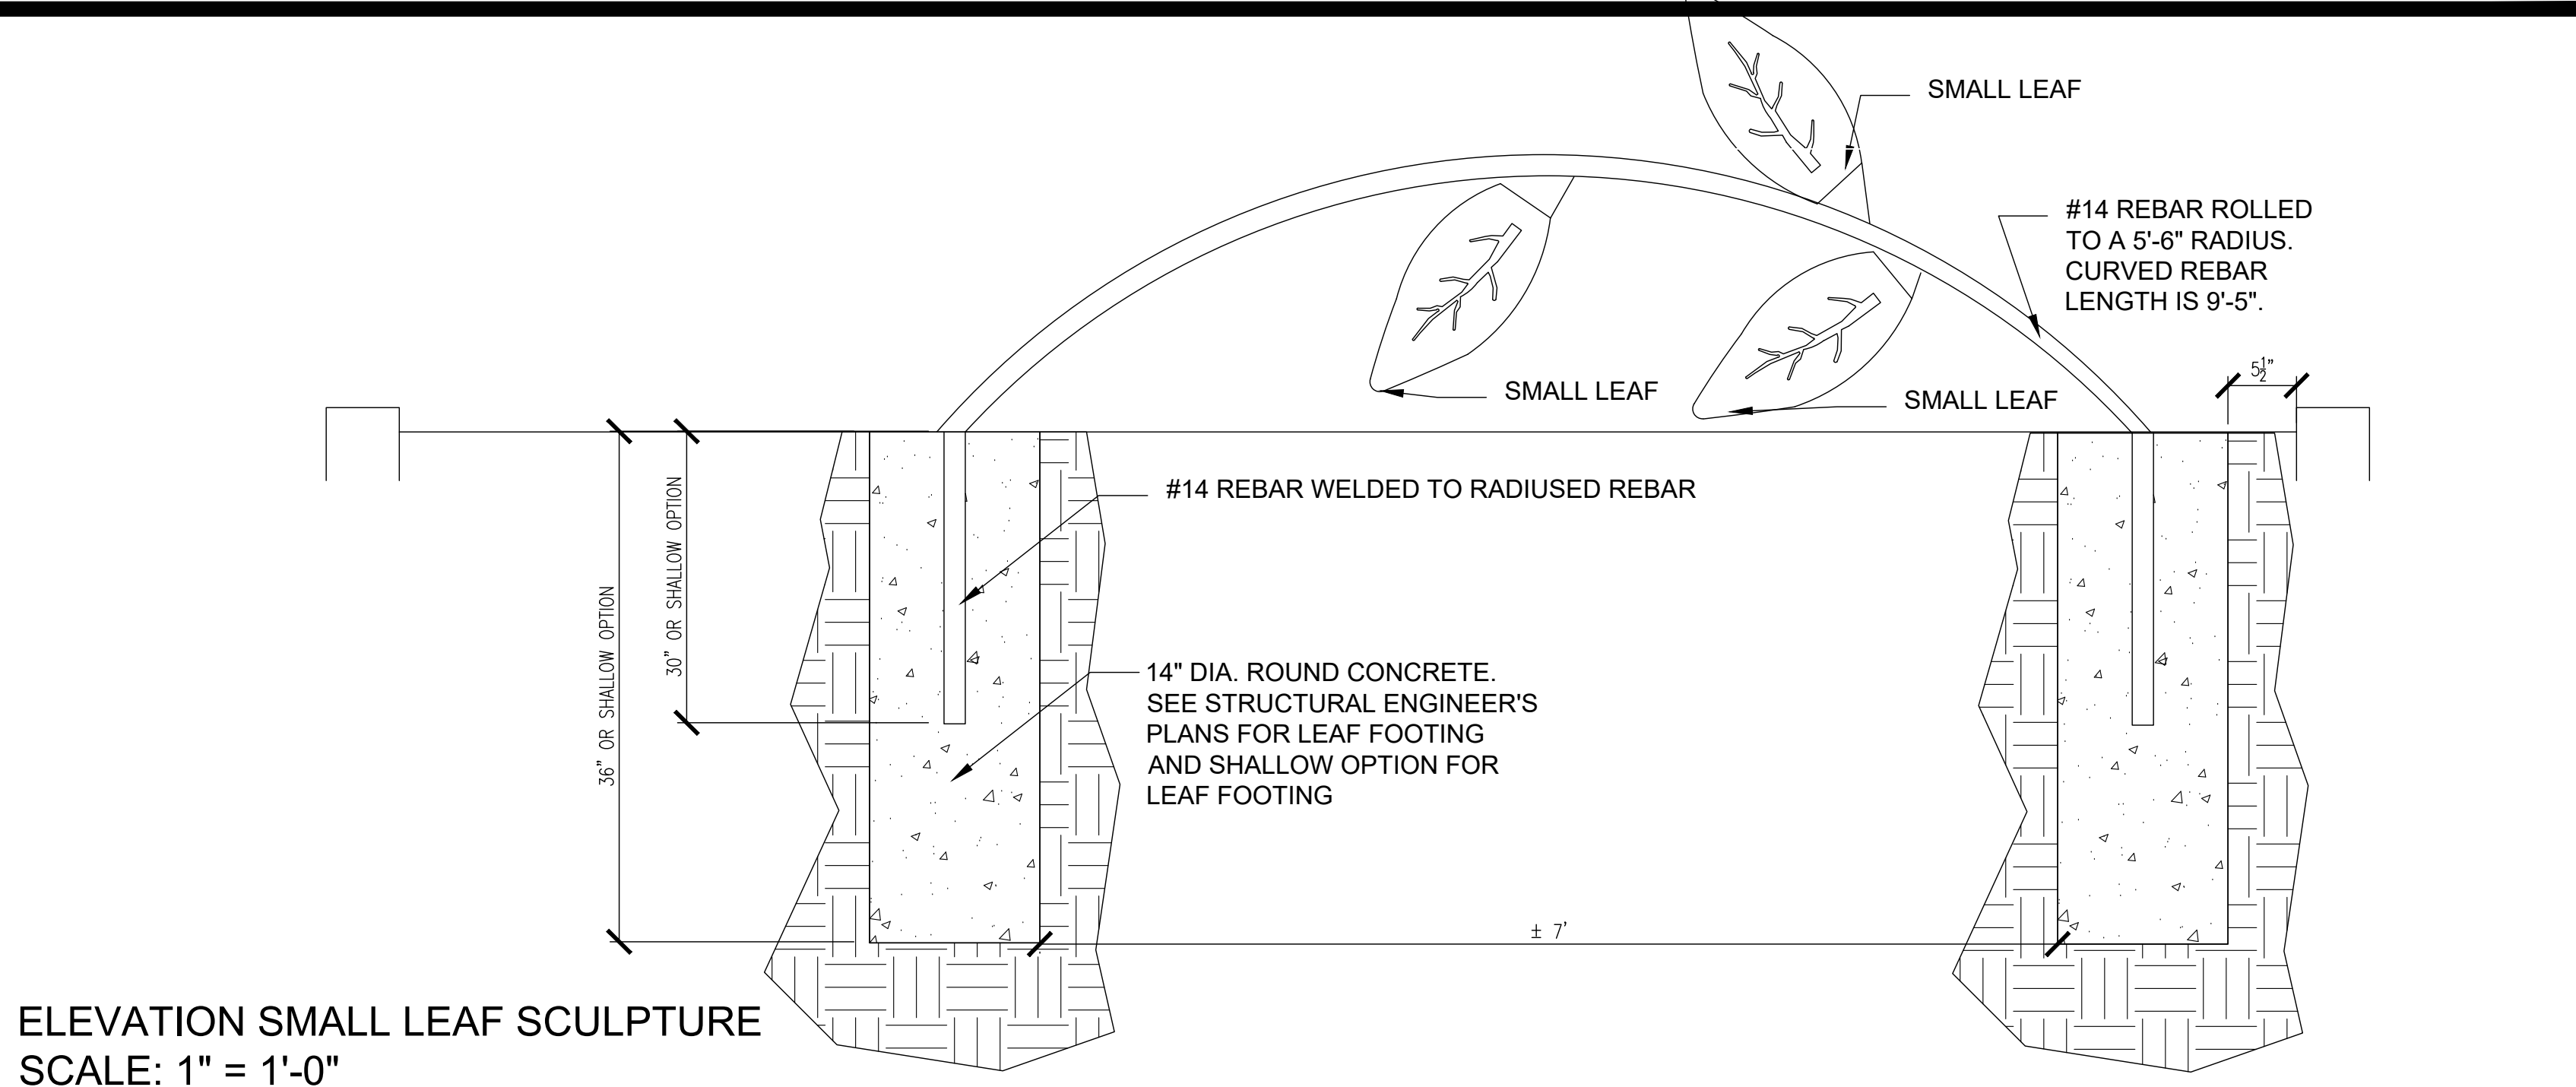 SMALL LEAF
#14 REBAR ROLLED
TO A 5'-6" RADIUS.
CURVED REBAR
LENGTH IS 9'-5".
5½"
SMALL LEAF
SMALL LEAF
#14 REBAR WELDED TO RADIUSED REBAR
30" OR SHALLOW OPTION
36" OR SHALLOW OPTION
14" DIA. ROUND CONCRETE.
SEE STRUCTURAL ENGINEER'S
PLANS FOR LEAF FOOTING
AND SHALLOW OPTION FOR
LEAF FOOTING
± 7'
ELEVATION SMALL LEAF SCULPTURE
SCALE: 1" = 1'-0"